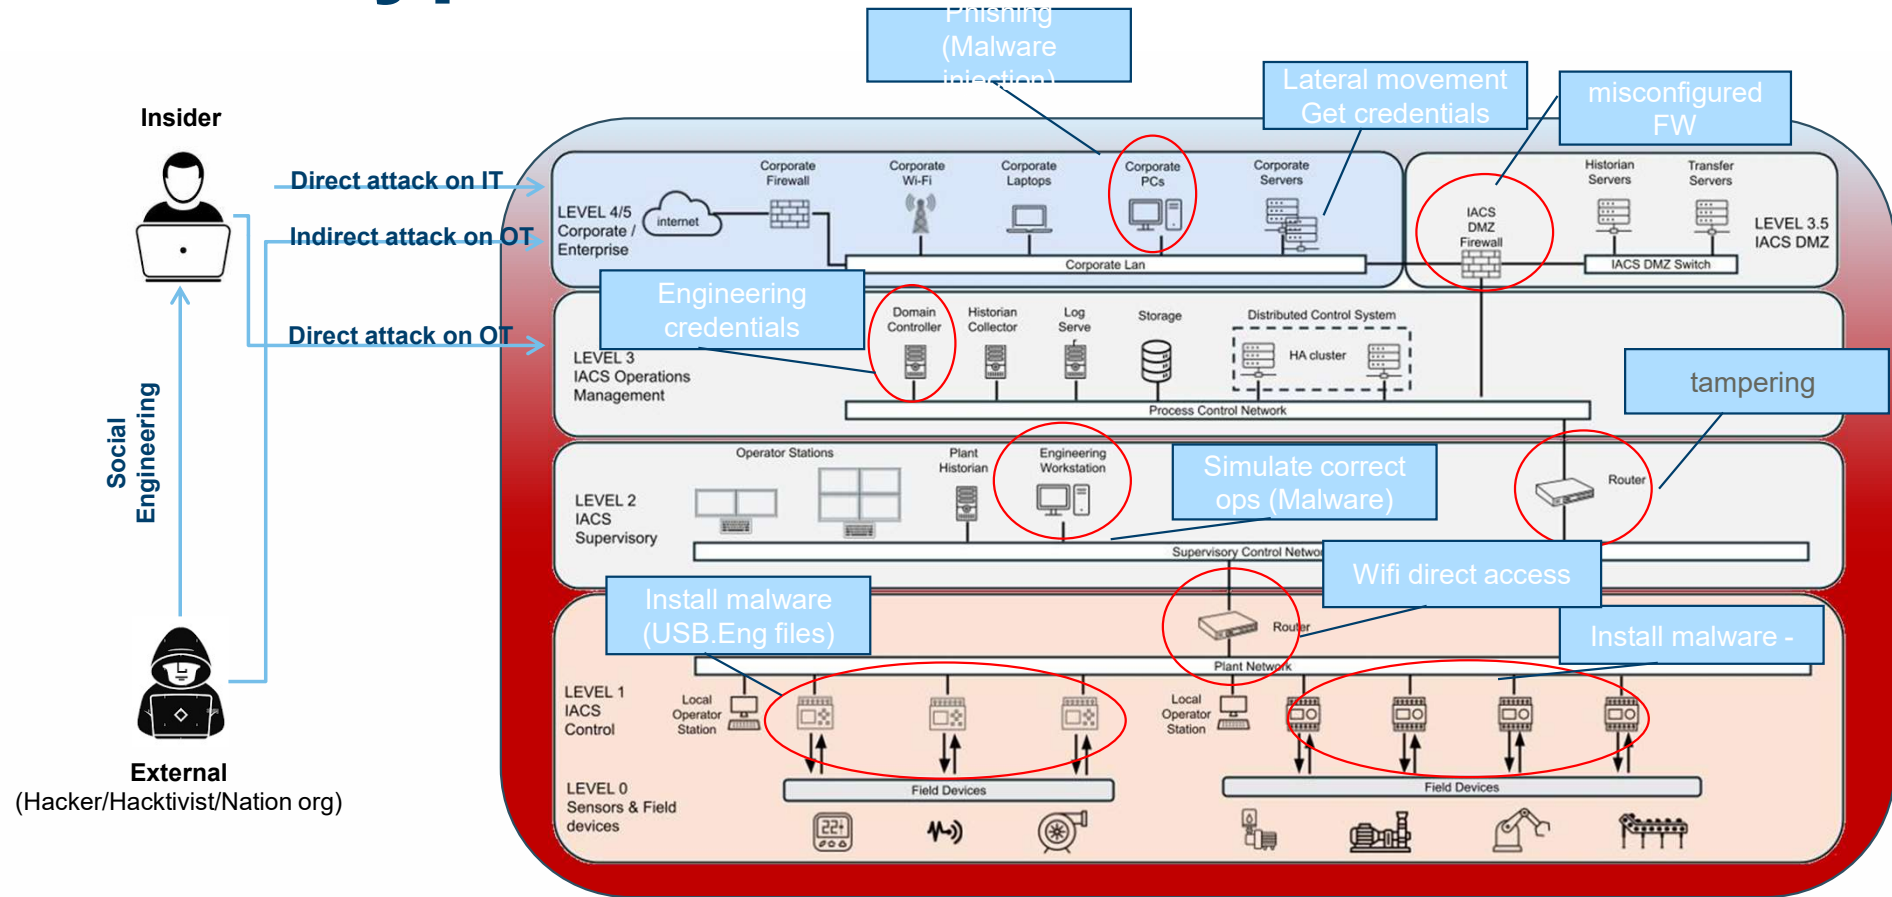 Phishing
(Malware
injection)
Lateral movement
Get credentials
misconfigured
FW
Insider
Direct attack on IT
Indirect attack on OT
Direct attack on OT
Social
Engineering
External
(Hacker/Hacktivist/Nation org)
LEVEL 4/5
Corporate /
Enterprise
internet
Corporate
Firewall
Corporate
Wi-Fi
Corporate
Laptops
Corporate
PCs
Corporate
Servers
Corporate Lan
IACS
DMZ
Firewall
Historian
Servers
Transfer
Servers
LEVEL 3.5
IACS DMZ
IACS DMZ Switch
Engineering
credentials
LEVEL 3
IACS Operations
Management
Domain
Controller
Historian
Collector
Log
Serve
r
Storage
Distributed Control System
HA cluster
Process Control Network
tampering
LEVEL 2
IACS
Supervisory
Operator Stations
Plant
Historian
Engineering
Workstation
Simulate correct
ops (Malware)
Router
Supervisory Control Networ
Wifi direct access
Install malware
(USB.Eng files)
Router
Install malware -
Plant Network
LEVEL 1
IACS
Control
Local
Operator
Station
Local
Operator
Station
LEVEL 0
Sensors & Field
devices
Field Devices
Field Devices
22